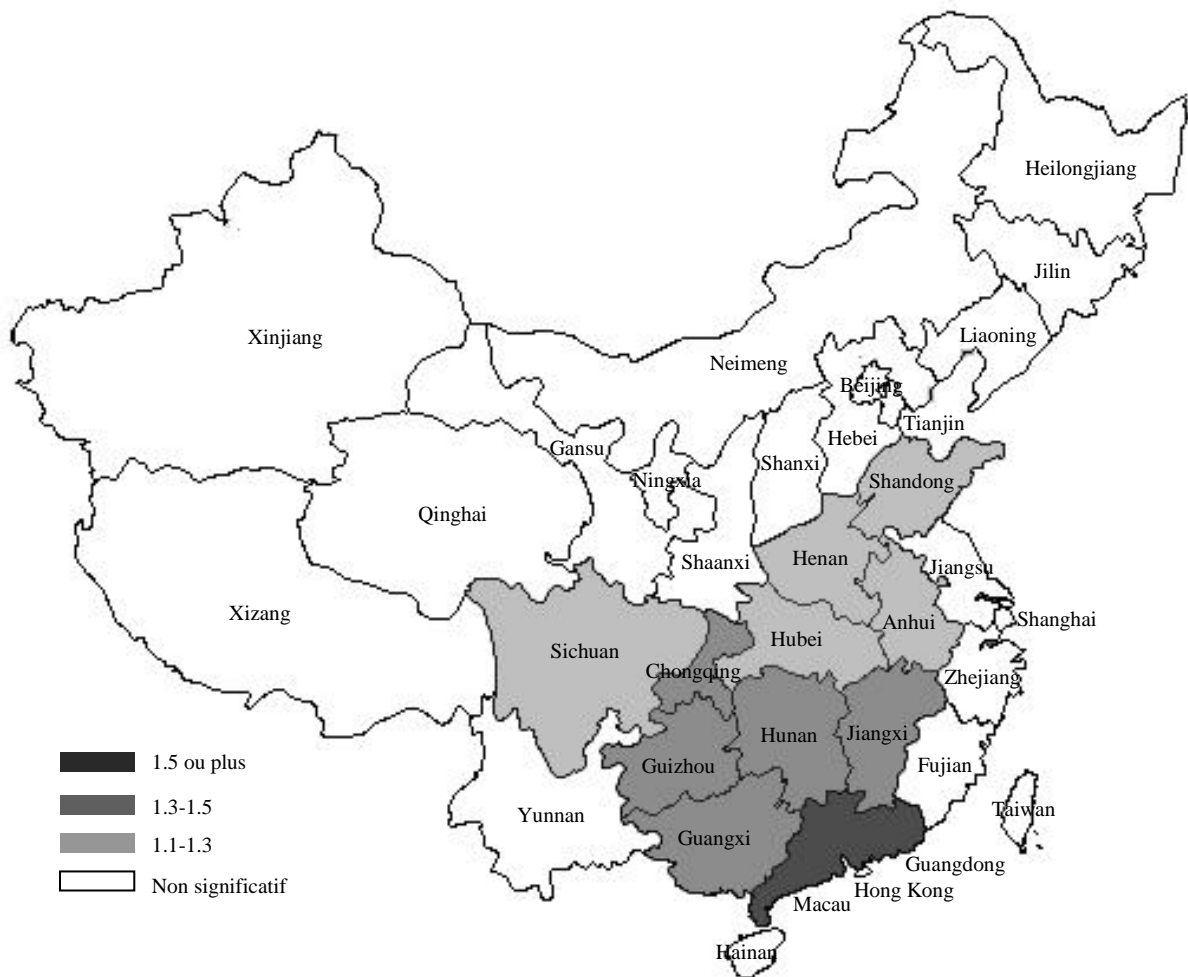 Heilongjiang
Jilin
Liaoning
Xinjiang
Neimeng
Beijing
Tianjin
Hebei
Gansu
Shanxi
Ningxia
Shandong
Qinghai
Shaanxi
Henan
Jiangsu
Xizang
Anhui
Shanghai
Hubei
Sichuan
Chongqing
Zhejiang
Hunan
Jiangxi
Guizhou
Fujian
Yunnan
Taiwan
Guangxi
Guangdong
Hong Kong
Macau
Hainan
1.5 ou plus
1.3-1.5
1.1-1.3
Non significatif